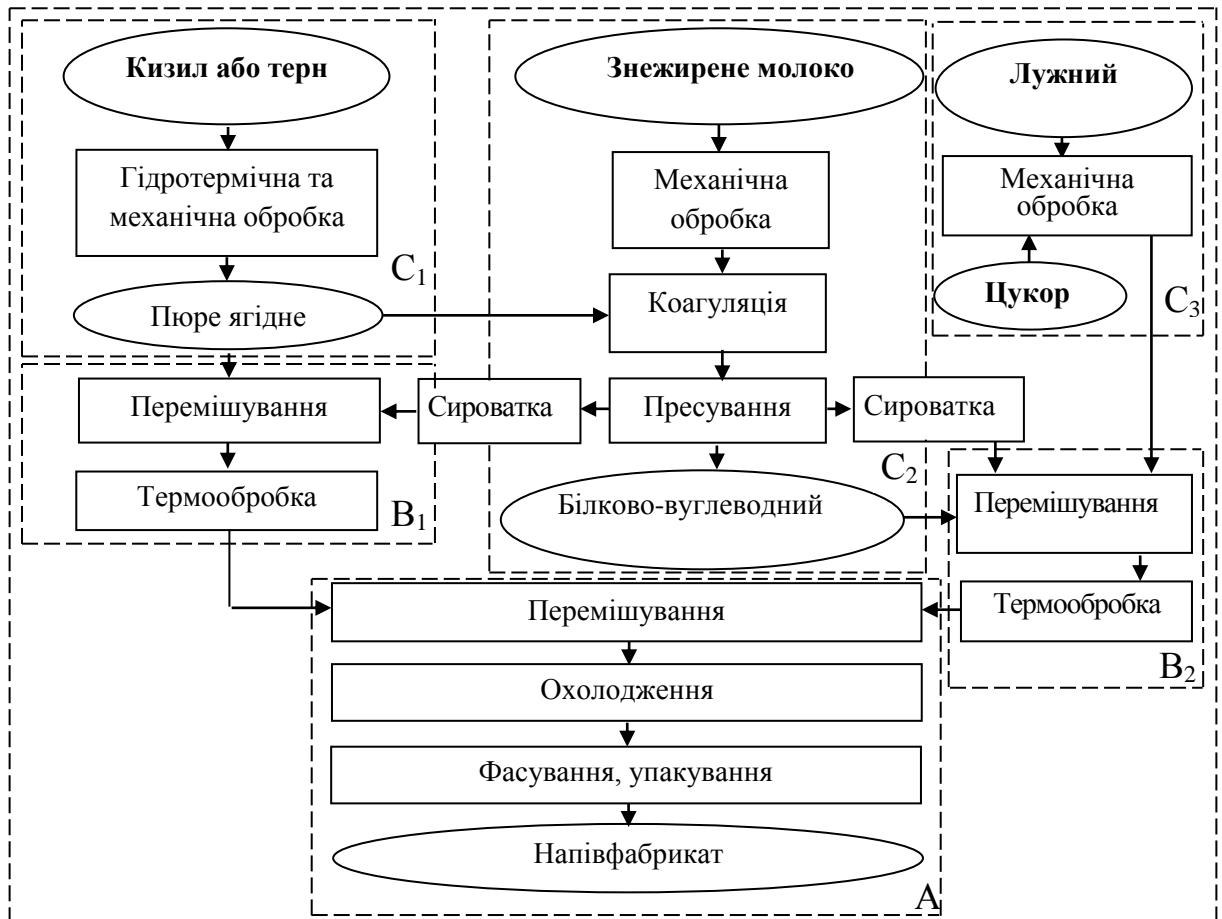 Кизил або терн
Гідротермічна та
механічна обробка
C1
Пюре ягідне
Знежирене молоко
Механічна
обробка
Коагуляція
Лужний
Механічна
обробка
Цукор
C3
Перемішування
Сироватка
Пресування
Сироватка
Термообробка
B1
Білково-вуглеводний
C2
Перемішування
Термообробка
B2
Перемішування
Охолодження
Фасування, упакування
Напівфабрикат
A